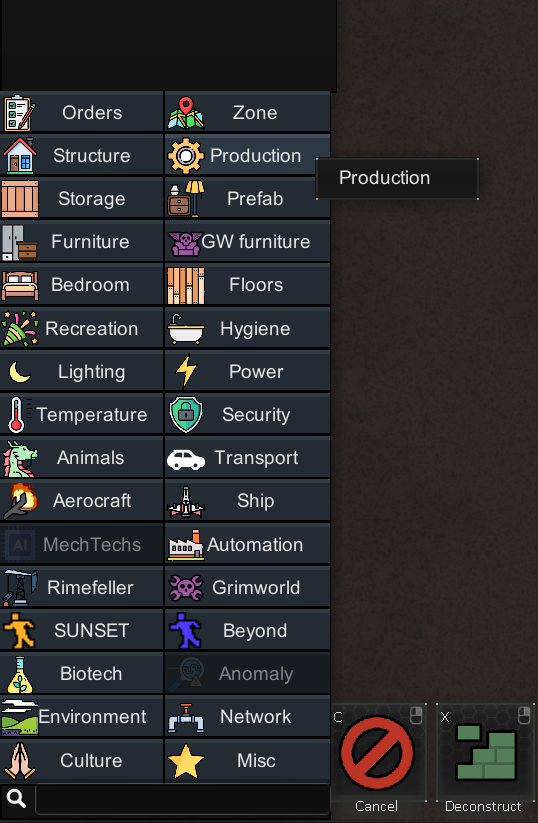 Orders
Zone
Structure
Production
Production
Storage
Prefab
Furniture
GW furniture
Bedroom
Floors
Recreation
Hygiene
Lighting
Power
Temperature
Security
Animals
Transport
Aerocraft
Ship
AI
MechTechs
Automation
Rimefeller
Grimworld
SUNSET
Beyond
Biotech
Anomaly
Environment
Network
Culture
Misc
C
Cancel
X
Deconstruct